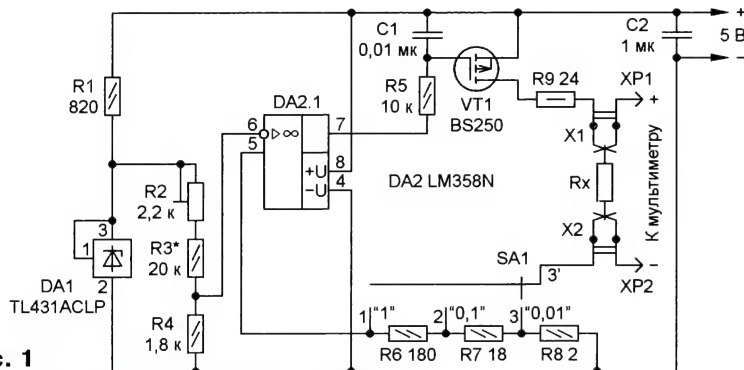 C1
0,01 мк
C2
1 мк
+
5 В
−
R1
820
R5
10 к
VT1
BS250
R9 24
XP1
+
DA2.1
6
5
▷ ∞
7
8
+U
4
−U
DA2 LM358N
X1
Rx
X2
К мультиметру
R2
2,2 к
R3*
20 к
R4
1,8 к
3
1
2
DA1
TL431ACLP
SA1
3'
−
XP2
1 "1"
2 "0,1"
3 "0,01"
R6 180
R7 18
R8 2
с. 1